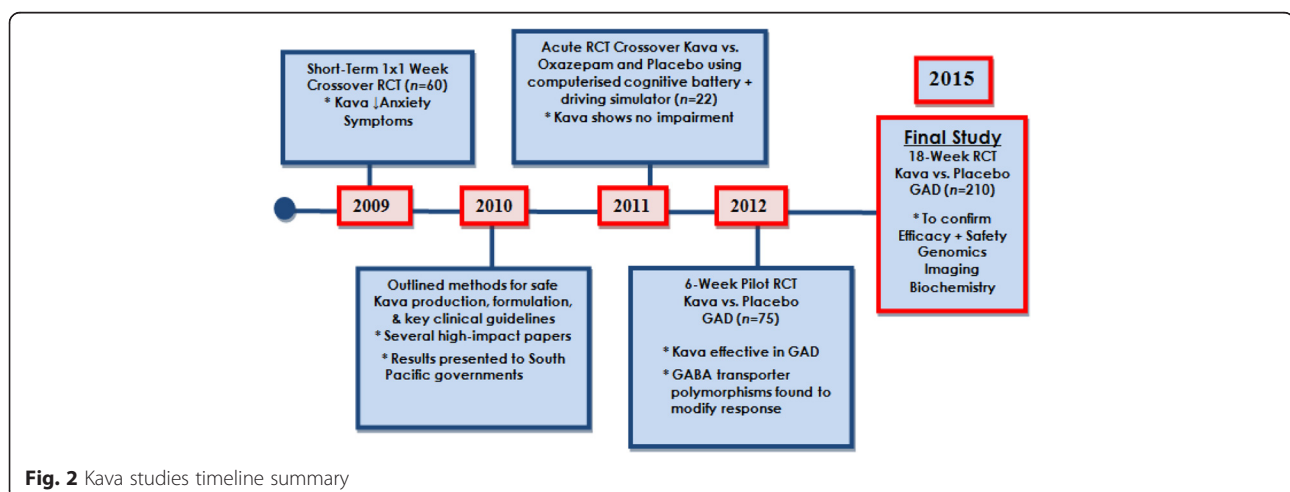 Short-Term 1x1 Week
Crossover RCT (n=60)
* Kava ↓Anxiety
Symptoms
Acute RCT Crossover Kava vs.
Oxazepam and Placebo using
computerised cognitive battery +
driving simulator (n=22)
* Kava shows no impairment
2015
Final Study
18-Week RCT
Kava vs. Placebo
GAD (n=210)
* To confirm
Efficacy + Safety
Genomics
Imaging
Biochemistry
2009
2010
2011
2012
Outlined methods for safe
Kava production, formulation,
& key clinical guidelines
* Several high-impact papers
* Results presented to South
Pacific governments
6-Week Pilot RCT
Kava vs. Placebo
GAD (n=75)
* Kava effective in GAD
* GABA transporter
polymorphisms found to
modify response
Fig. 2 Kava studies timeline summary